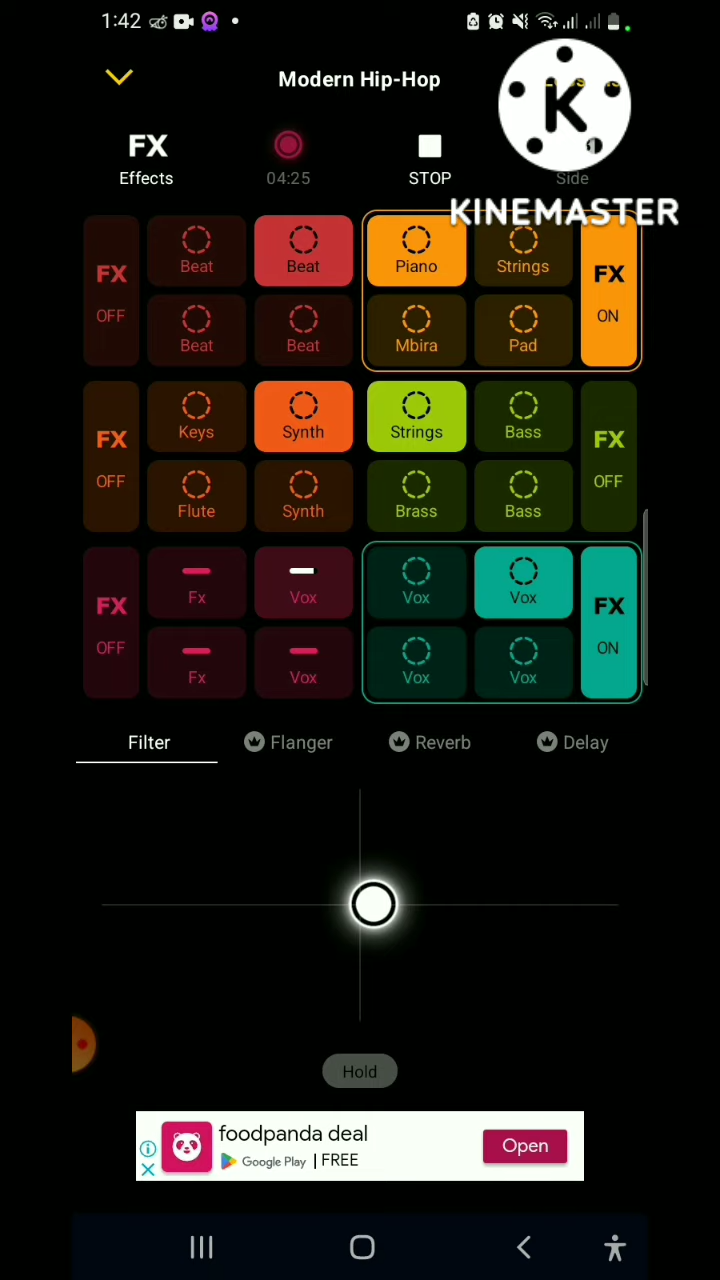 1:42
Modern Hip-Hop
K
KINEMASTER
FX
Effects
04:25
STOP
Side
FX
OFF
Beat
Beat
Piano
Strings
FX
ON
Beat
Beat
Mbira
Pad
FX
OFF
Keys
Synth
Strings
Bass
FX
OFF
Flute
Synth
Brass
Bass
FX
OFF
Fx
Vox
Vox
Vox
FX
ON
Fx
Vox
Vox
Vox
Filter
Flanger
Reverb
Delay
Hold
foodpanda deal
Google Play | FREE
Open